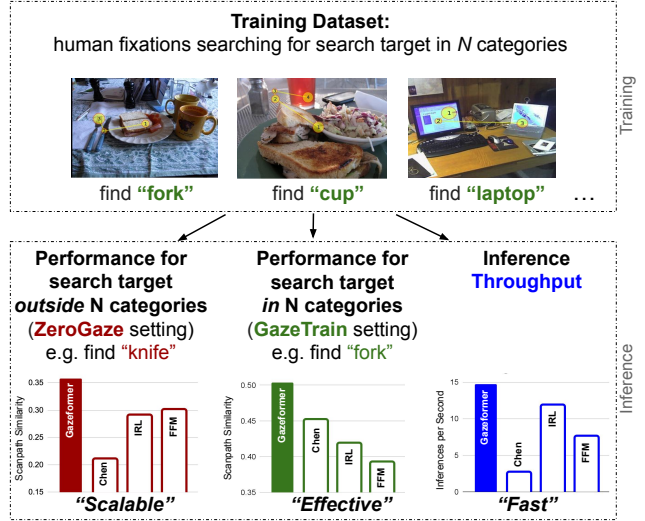 Training Dataset:
human fixations searching for search target in N categories
find “fork”
find “cup”
find “laptop”
...
Training
Performance for
search target
outside N categories
(ZeroGaze setting)
e.g. find “knife”
Performance for
search target
in N categories
(GazeTrain setting)
e.g. find “fork”
Inference
Throughput
Inference
Scanpath Similarity
0.35
0.30
0.25
0.20
0.15
Gazeformer
Chen
IRL
FFM
“Scalable”
Scanpath Similarity
0.50
0.45
0.40
0.35
Gazeformer
Chen
IRL
FFM
“Effective”
Inferences per Second
15
10
5
0
Gazeformer
Chen
IRL
FFM
“Fast”